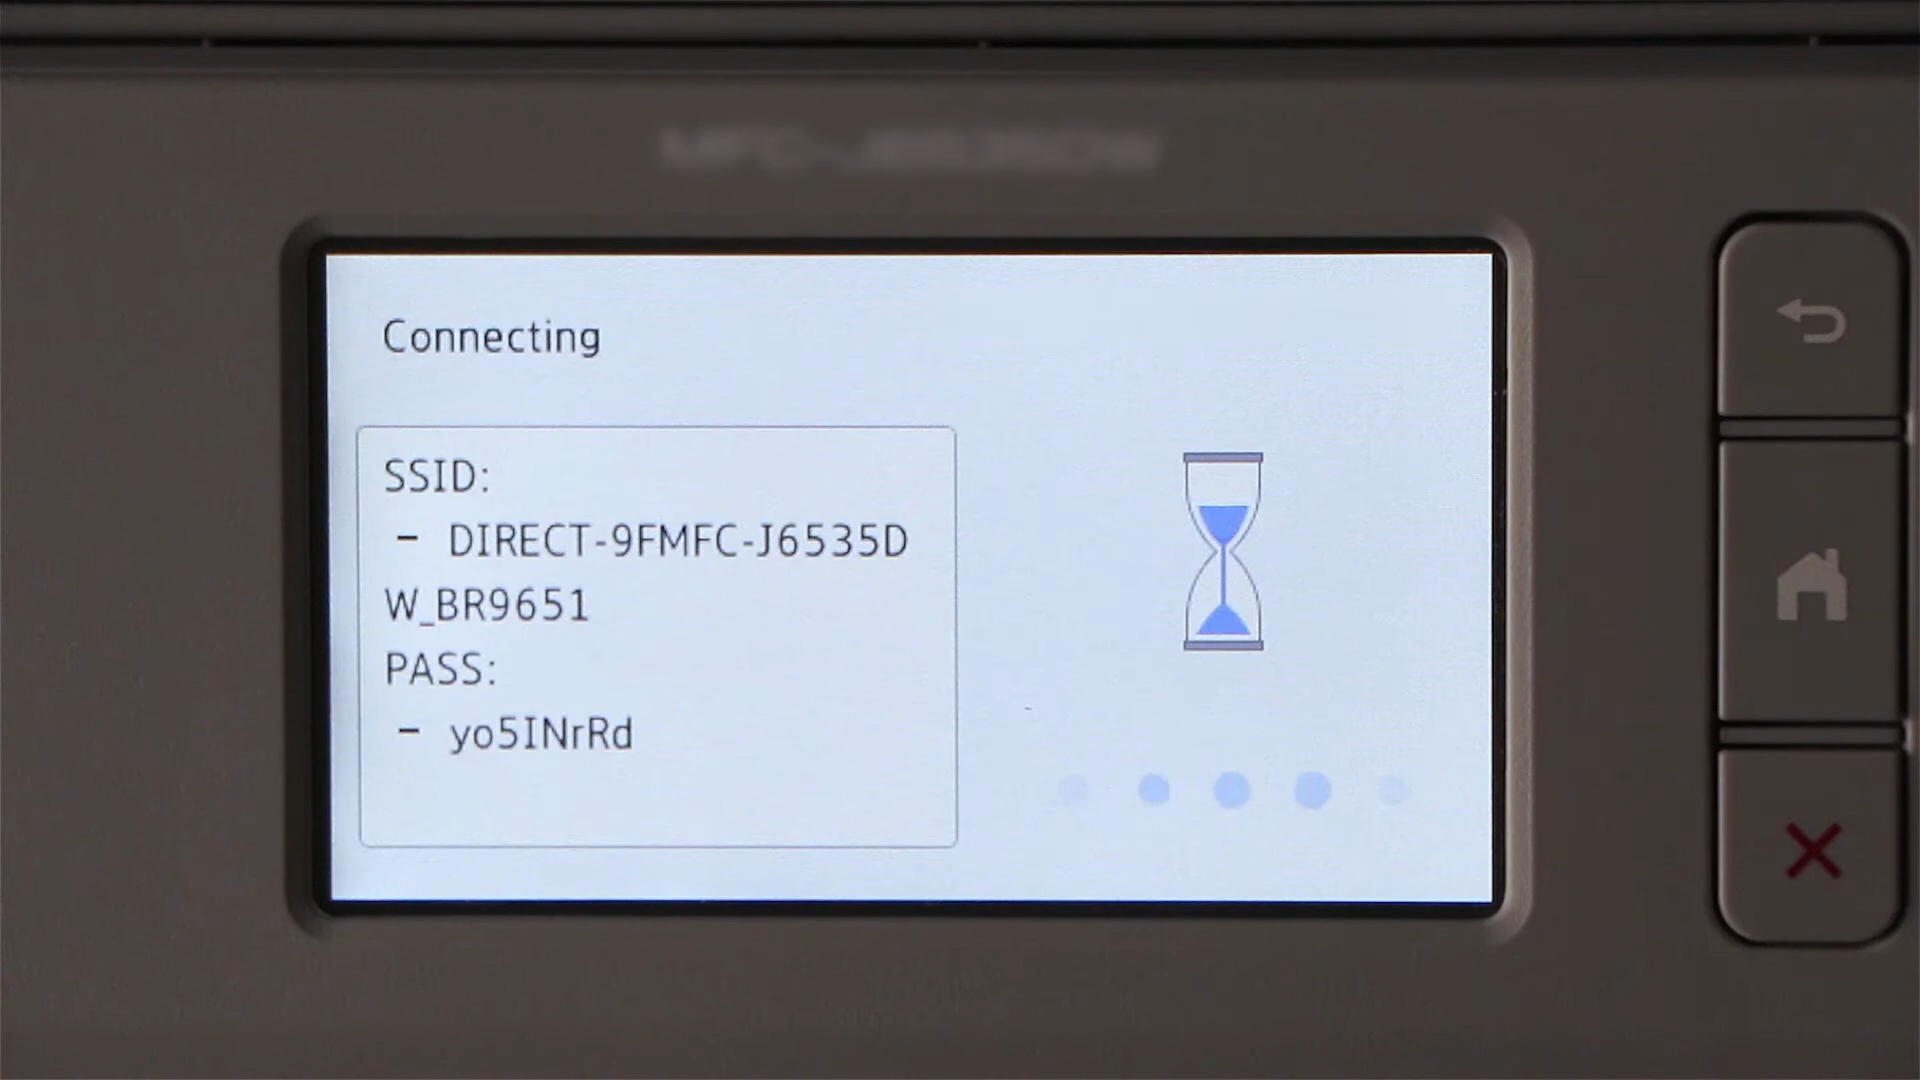 Connecting
SSID:
– DIRECT-9FMFC-J6535D
W_BR9651
PASS:
– yo5INrRd